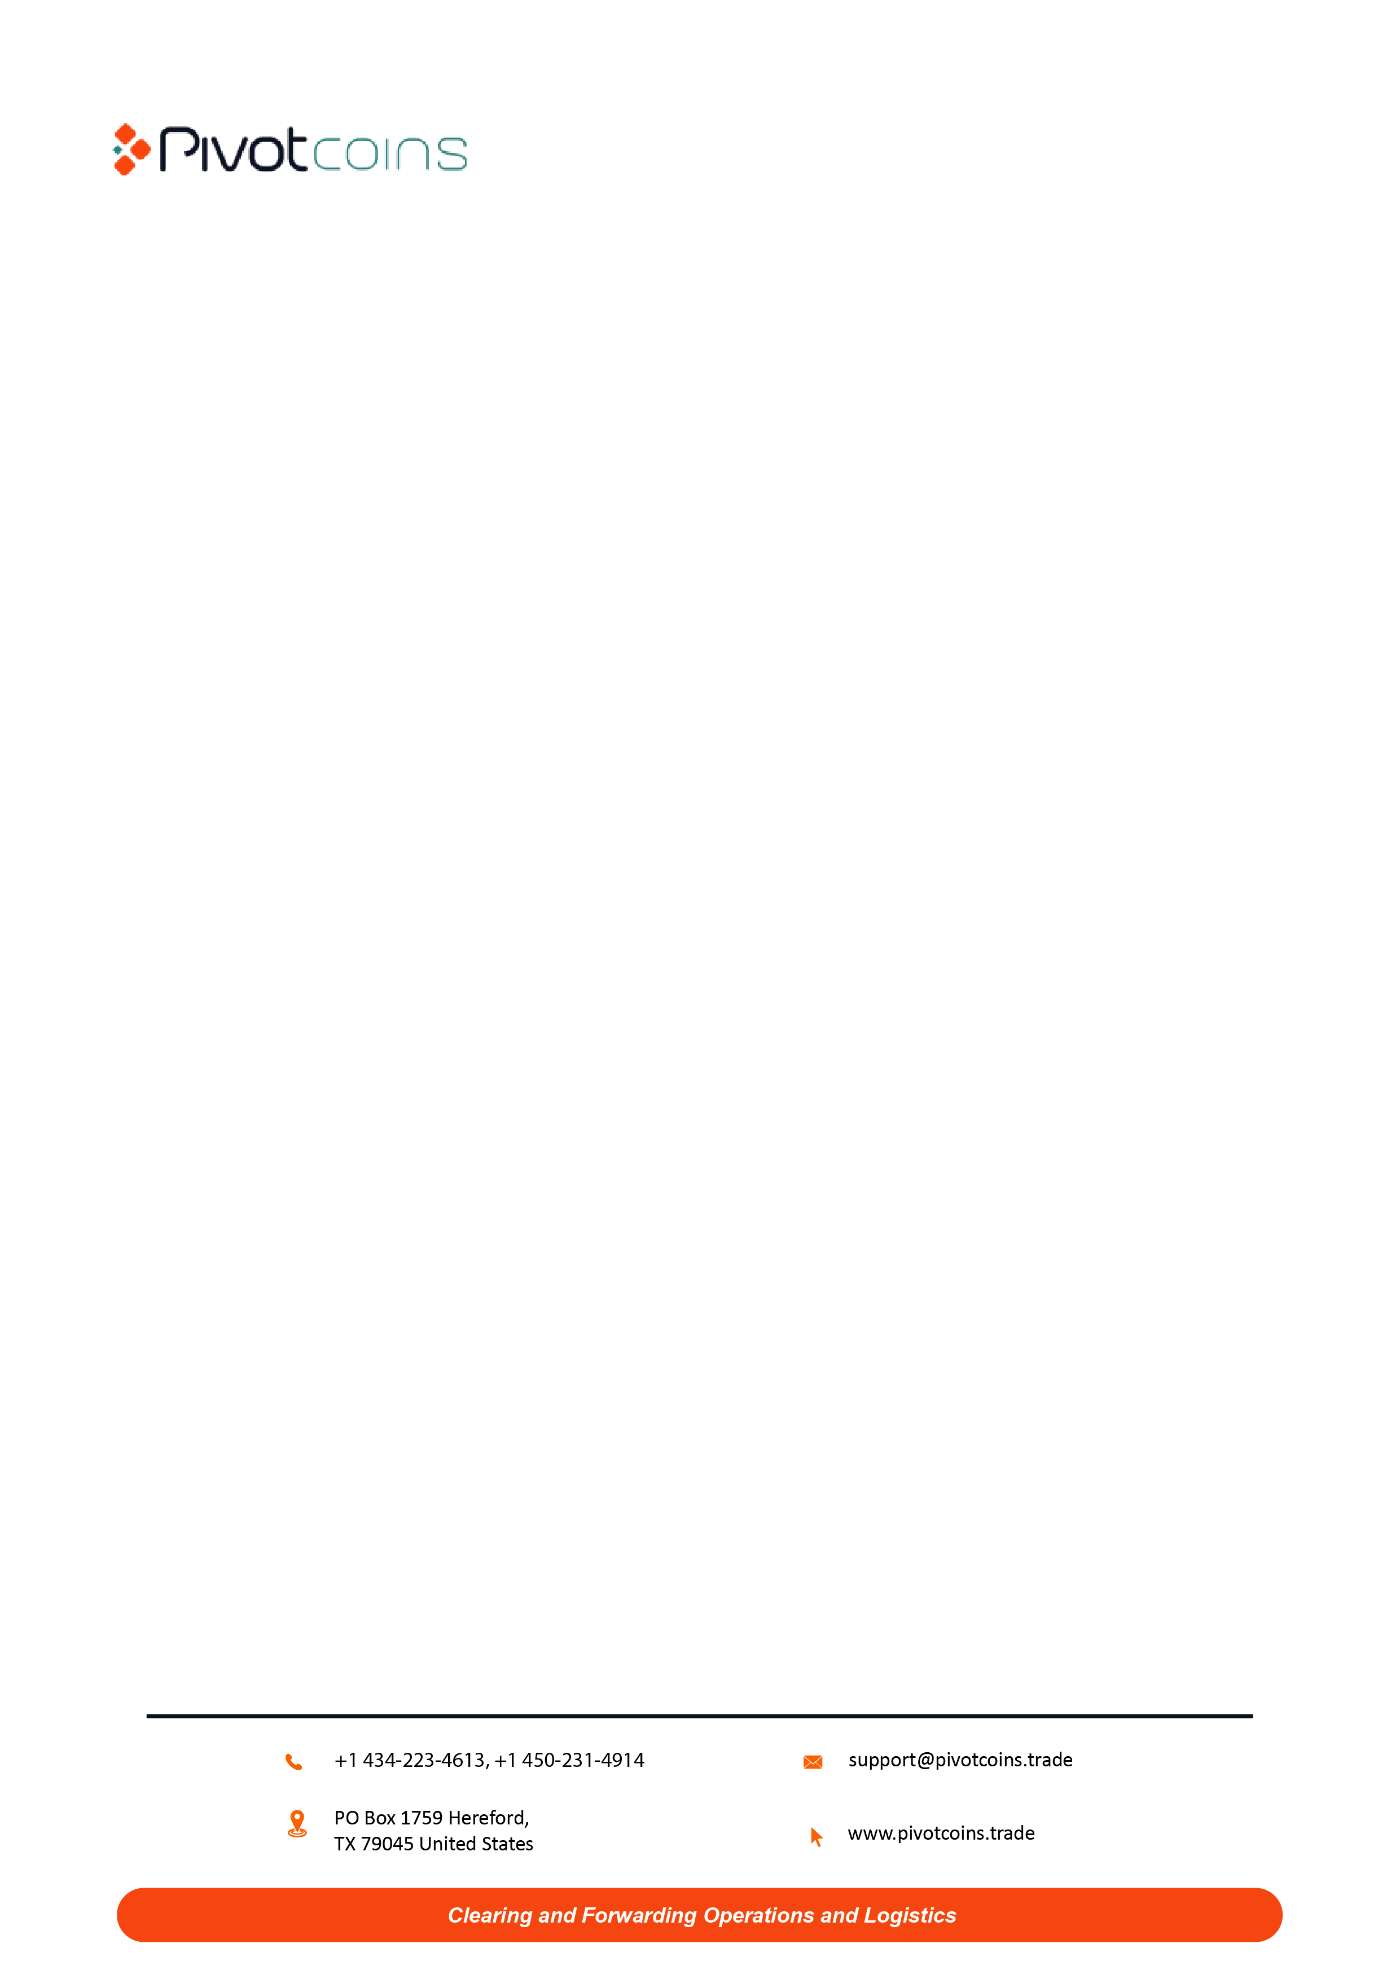 Pivotcoins
+1 434-223-4613, +1 450-231-4914
support@pivotcoins.trade
PO Box 1759 Hereford,
TX 79045 United States
www.pivotcoins.trade
Clearing and Forwarding Operations and Logistics